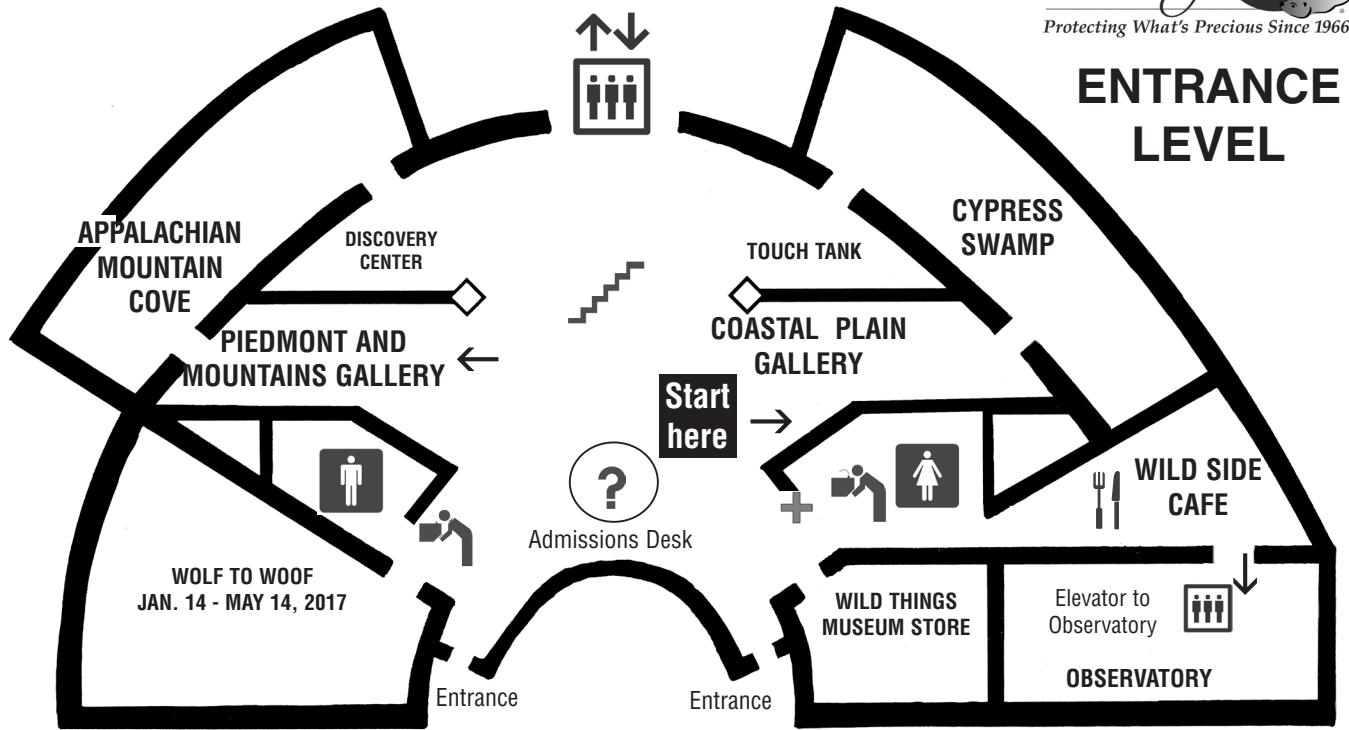 Protecting What's Precious Since 1966
ENTRANCE
LEVEL
APPALACHIAN
MOUNTAIN
COVE
DISCOVERY
CENTER
TOUCH TANK
CYPRESS
SWAMP
PIEDMONT AND
MOUNTAINS GALLERY
COASTAL PLAIN
GALLERY
Start
here
?
Admissions Desk
WILD SIDE
CAFE
WOLF TO WOOF
JAN. 14 - MAY 14, 2017
WILD THINGS
MUSEUM STORE
Elevator to
Observatory
OBSERVATORY
Entrance
Entrance